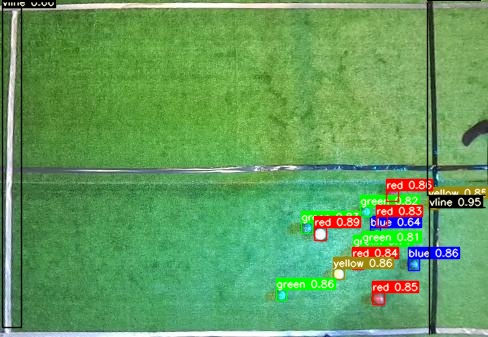 vline 0.60
red 0.86
yellow 0.85
green 0.82
vline 0.95
red 0.83
red 0.89
blue 0.64
green 0.81
red 0.84
blue 0.86
yellow 0.86
green 0.86
red 0.85